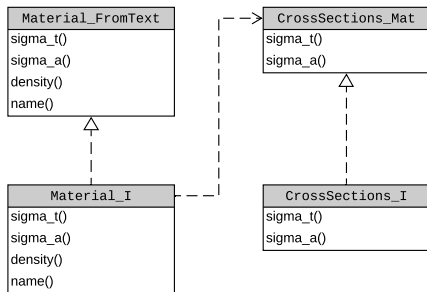 Material_FromText
sigma_t()
sigma_a()
density()
name()
CrossSections_Mat
sigma_t()
sigma_a()
Material_I
sigma_t()
sigma_a()
density()
name()
CrossSections_I
sigma_t()
sigma_a()